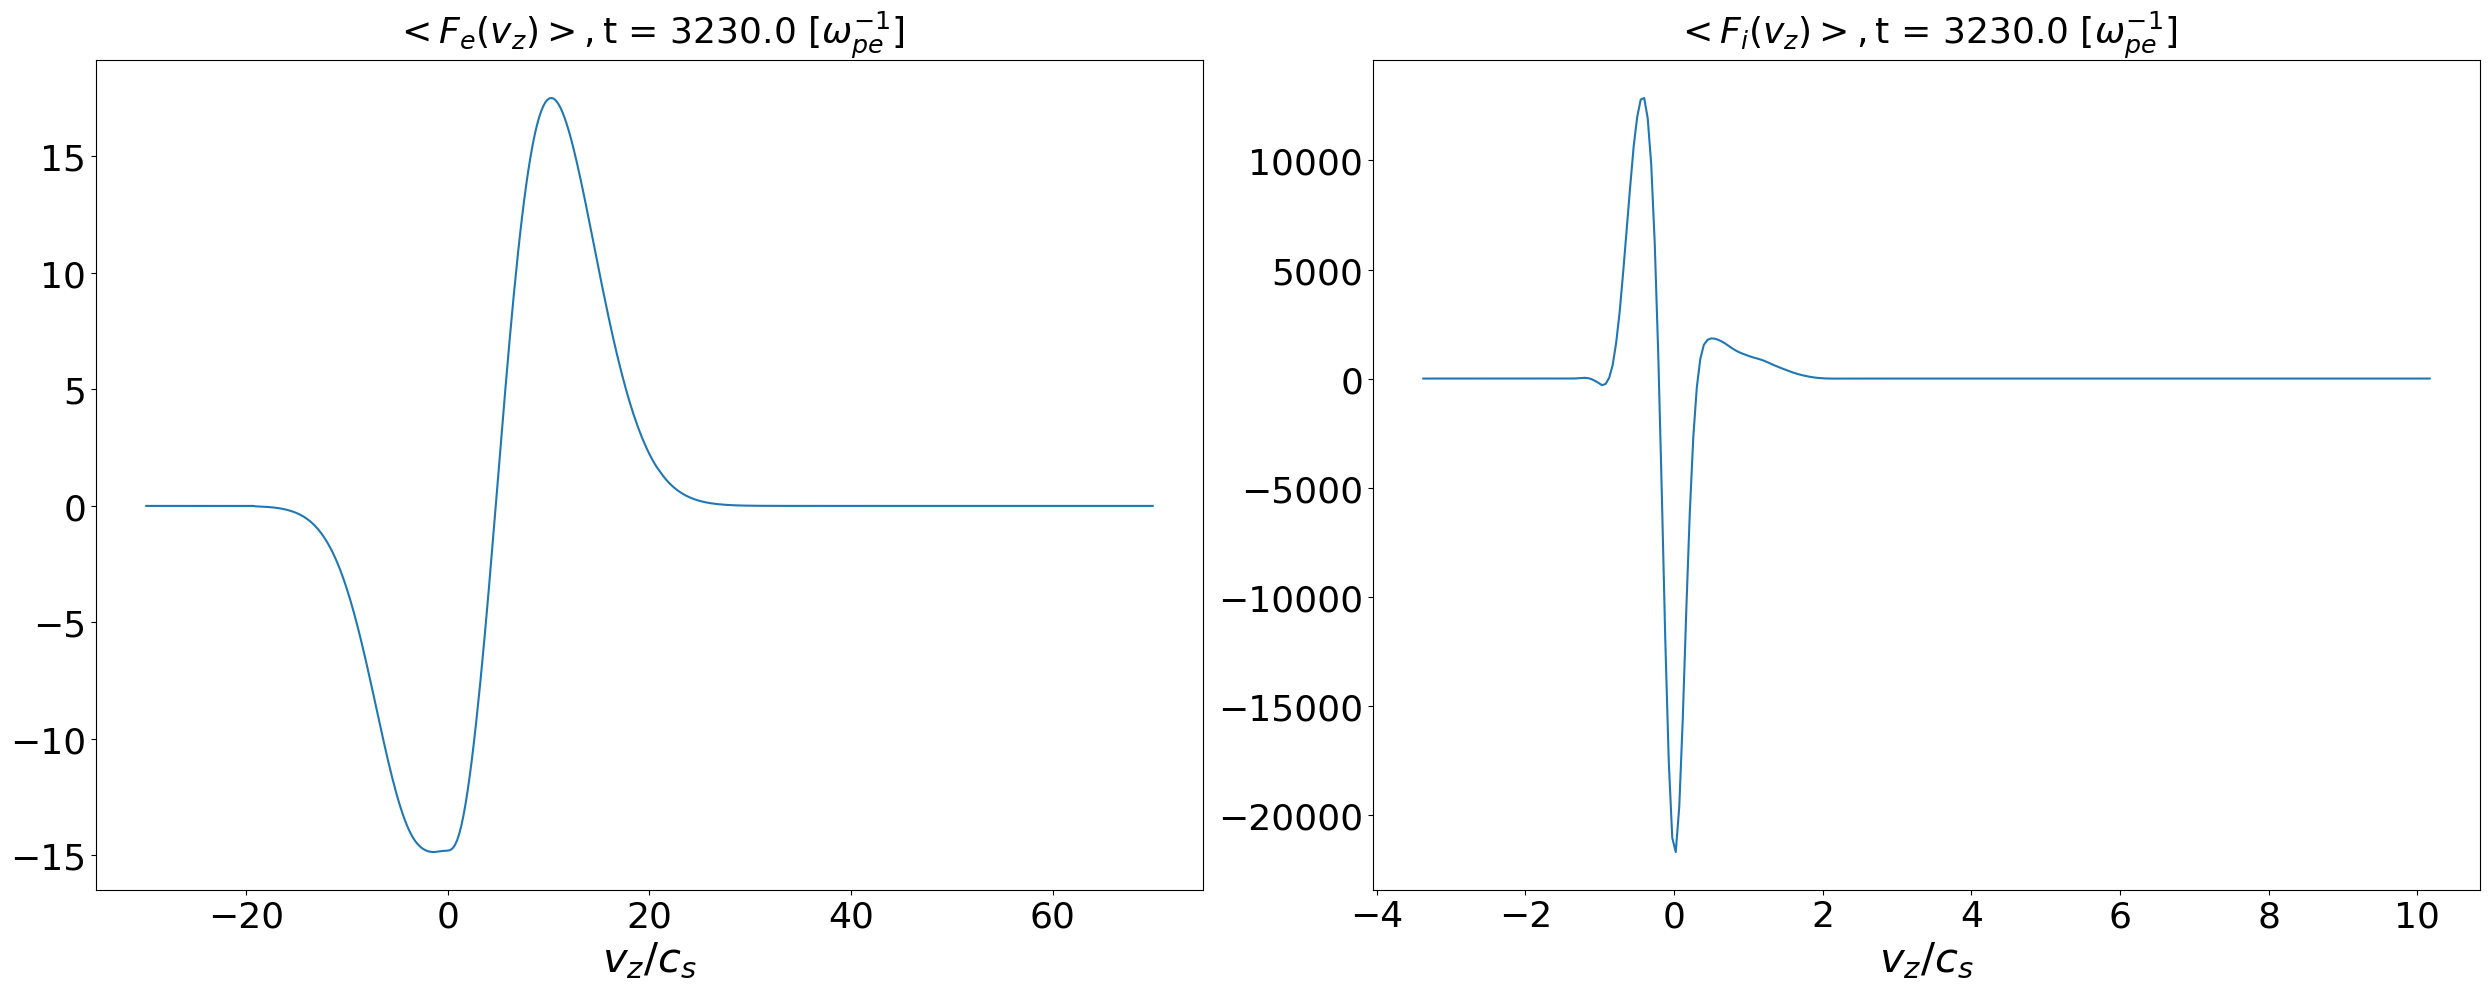 < F_e(v_z) >, t = 3230.0 [ω_pe^−1]
15
10
5
0
−5
−10
−15
−20 0 20 40 60
v_z/c_s
< F_i(v_z) >, t = 3230.0 [ω_pe^−1]
10000
5000
0
−5000
−10000
−15000
−20000
−4 −2 0 2 4 6 8 10
v_z/c_s